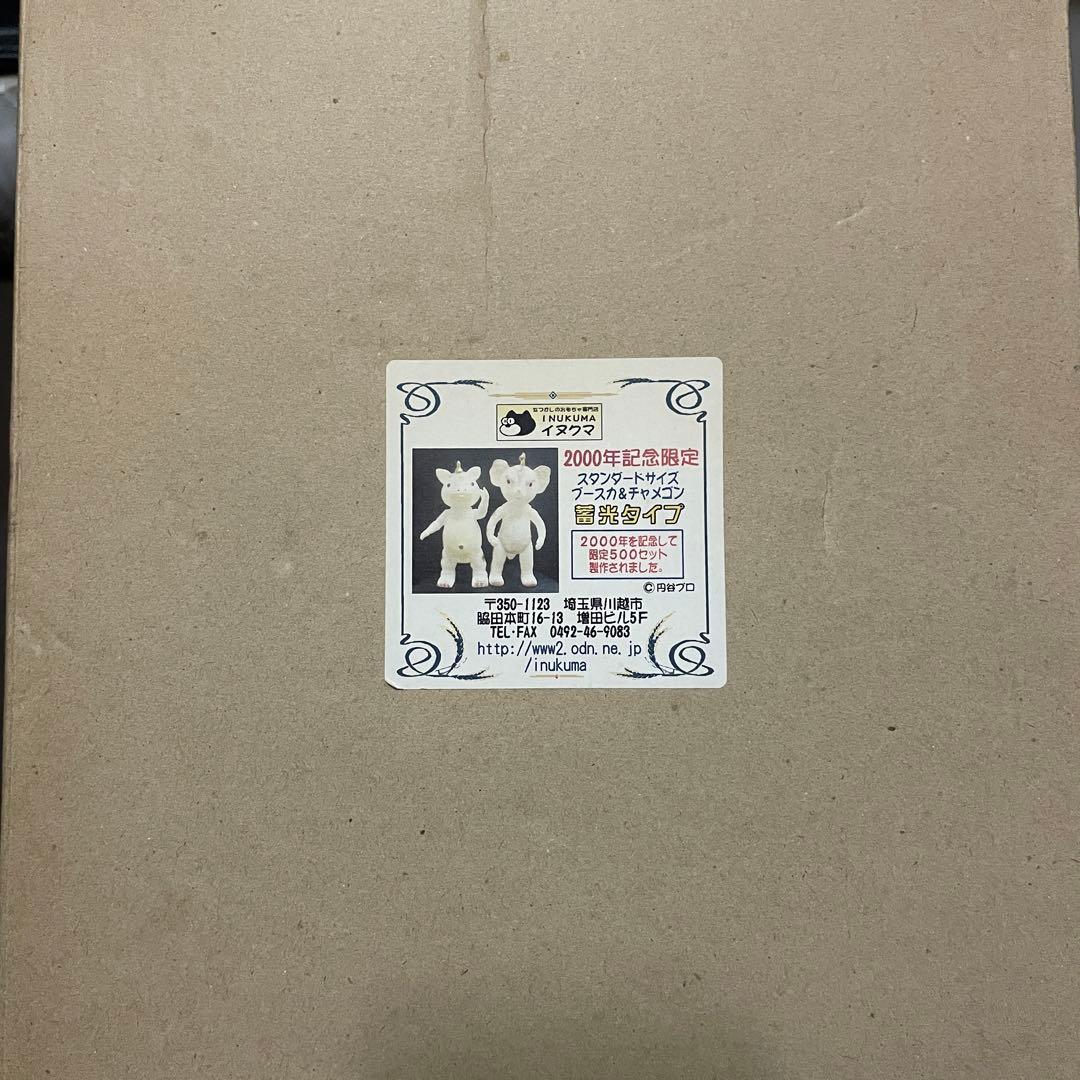 なつかしのおもちゃ専門店
INUKUMA
イヌクマ
2000年記念限定
スタンダードサイズ
ブースカ&チャメゴン
蓄光タイプ
2000年を記念して
限定500セット
製作されました。
©円谷プロ
〒350-1123 埼玉県川越市
脇田本町16-13 増田ビル5F
TEL・FAX 0492-46-9083
http://www2.odn.ne.jp
/inukuma